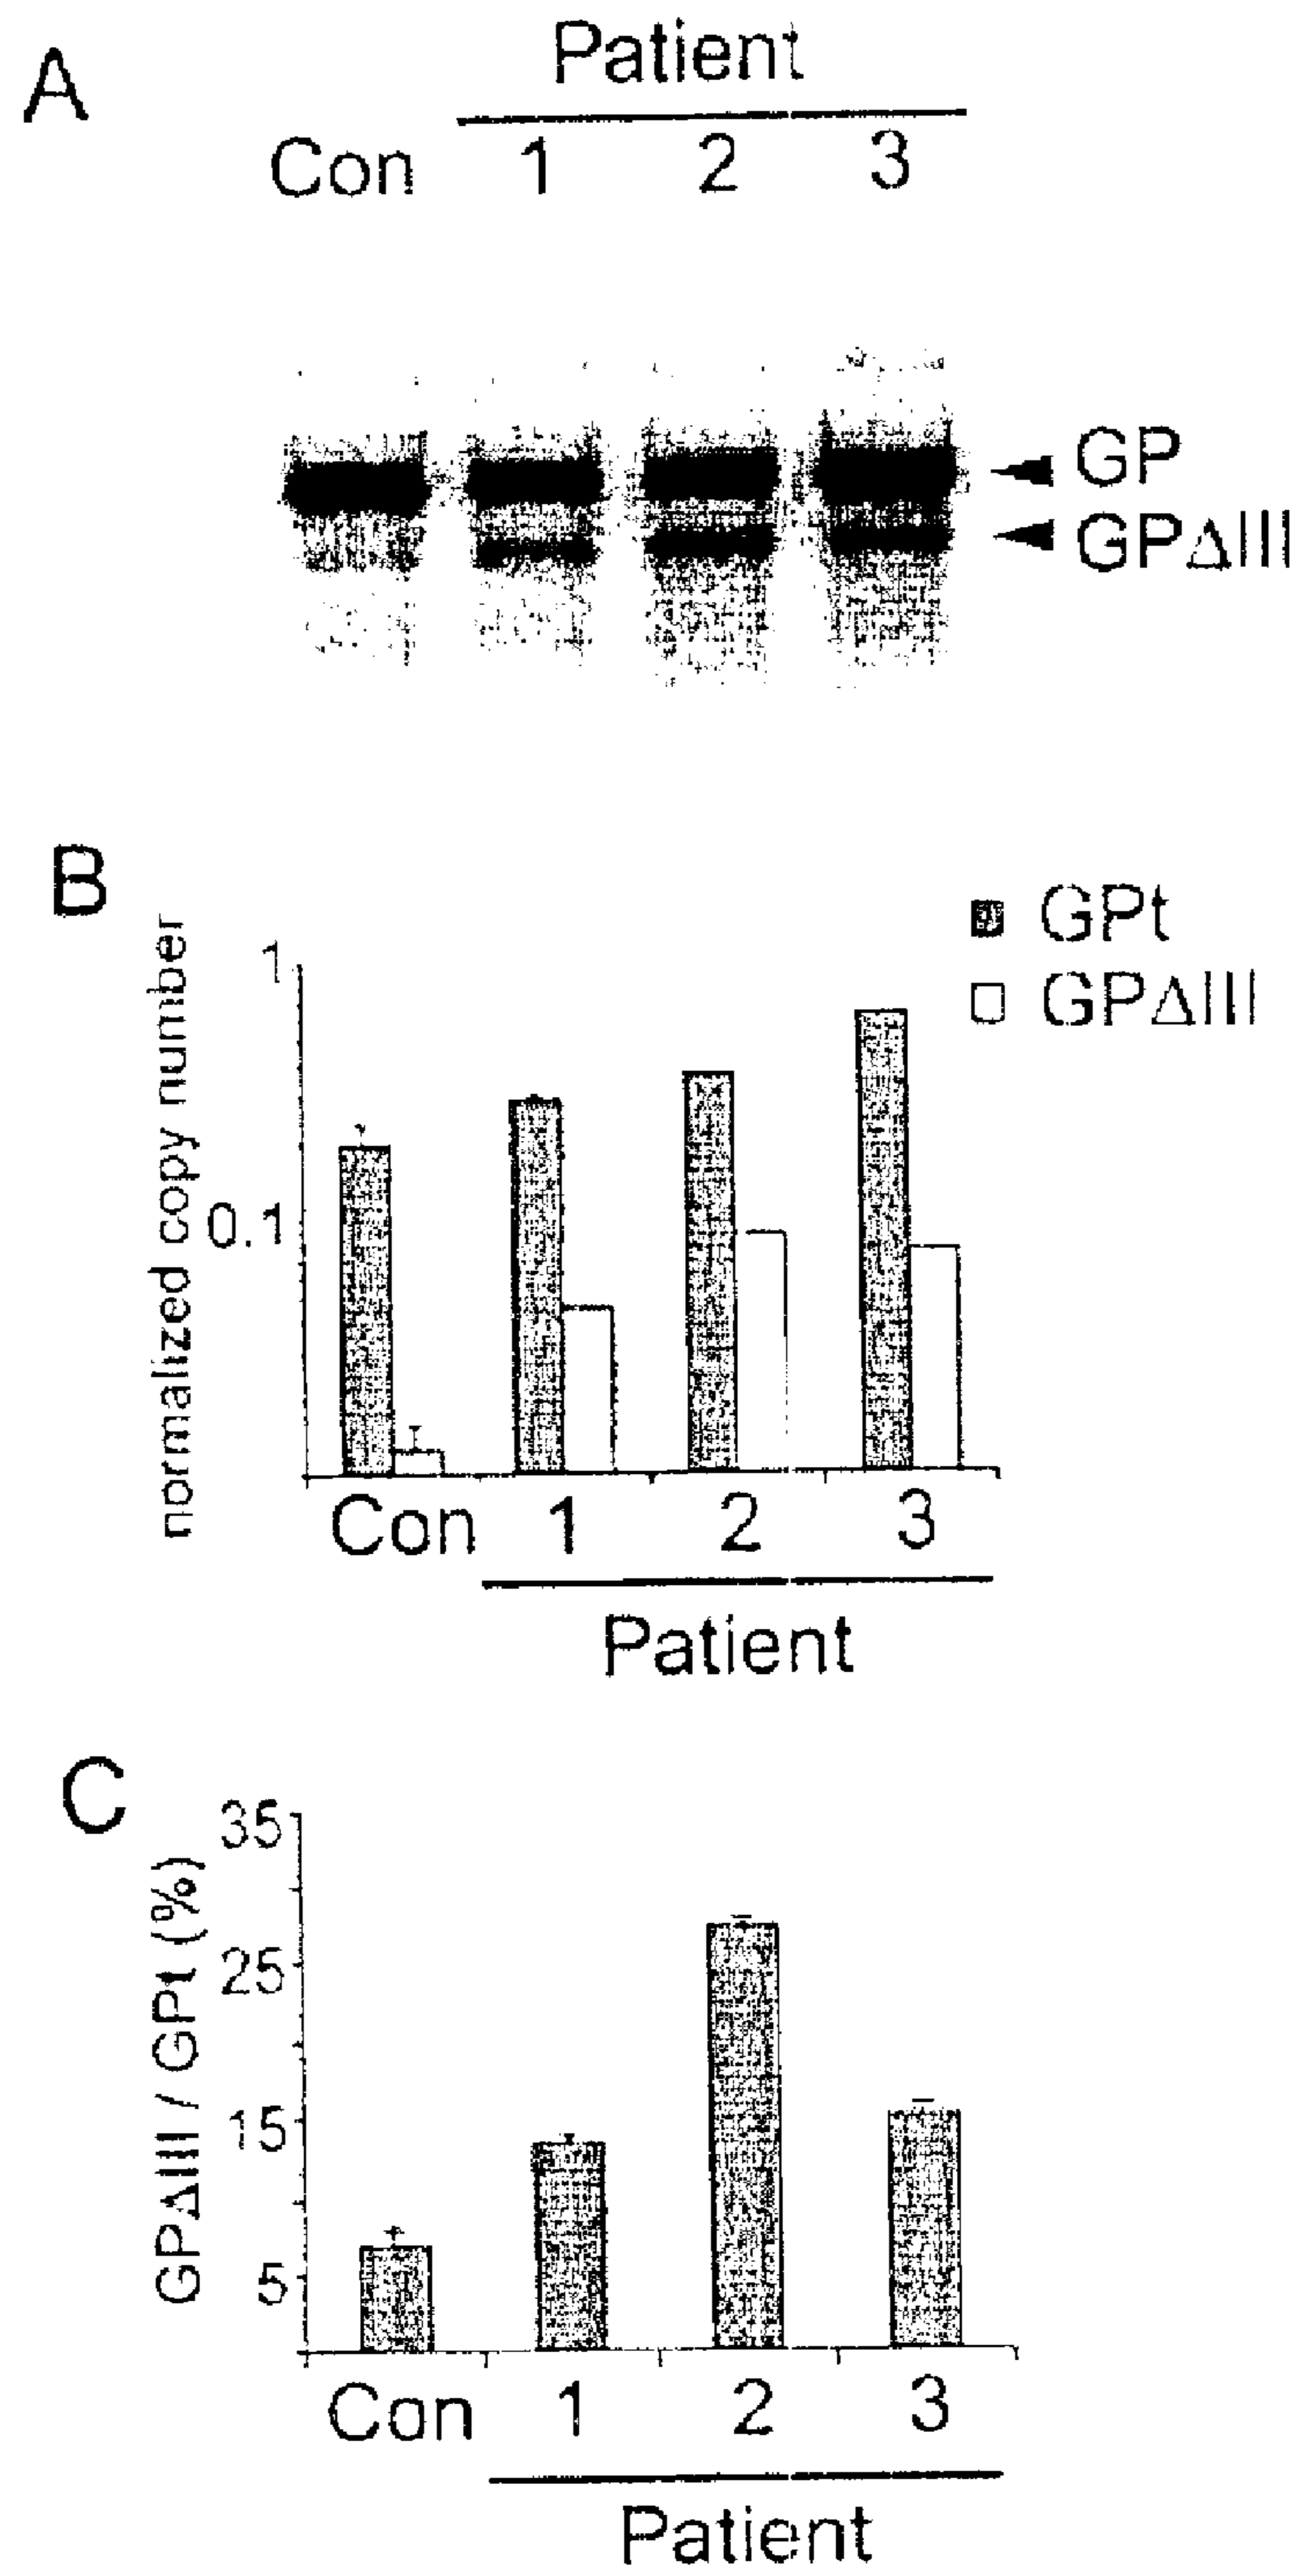 A
Patient
Con 1 2 3
GP
GPΔIII
B
GPt
GPΔIII
normalized copy number
1
0.1
Con 1 2 3
Patient
C
GPΔIII / GPt (%)
35
25
15
5
Con 1 2 3
Patient